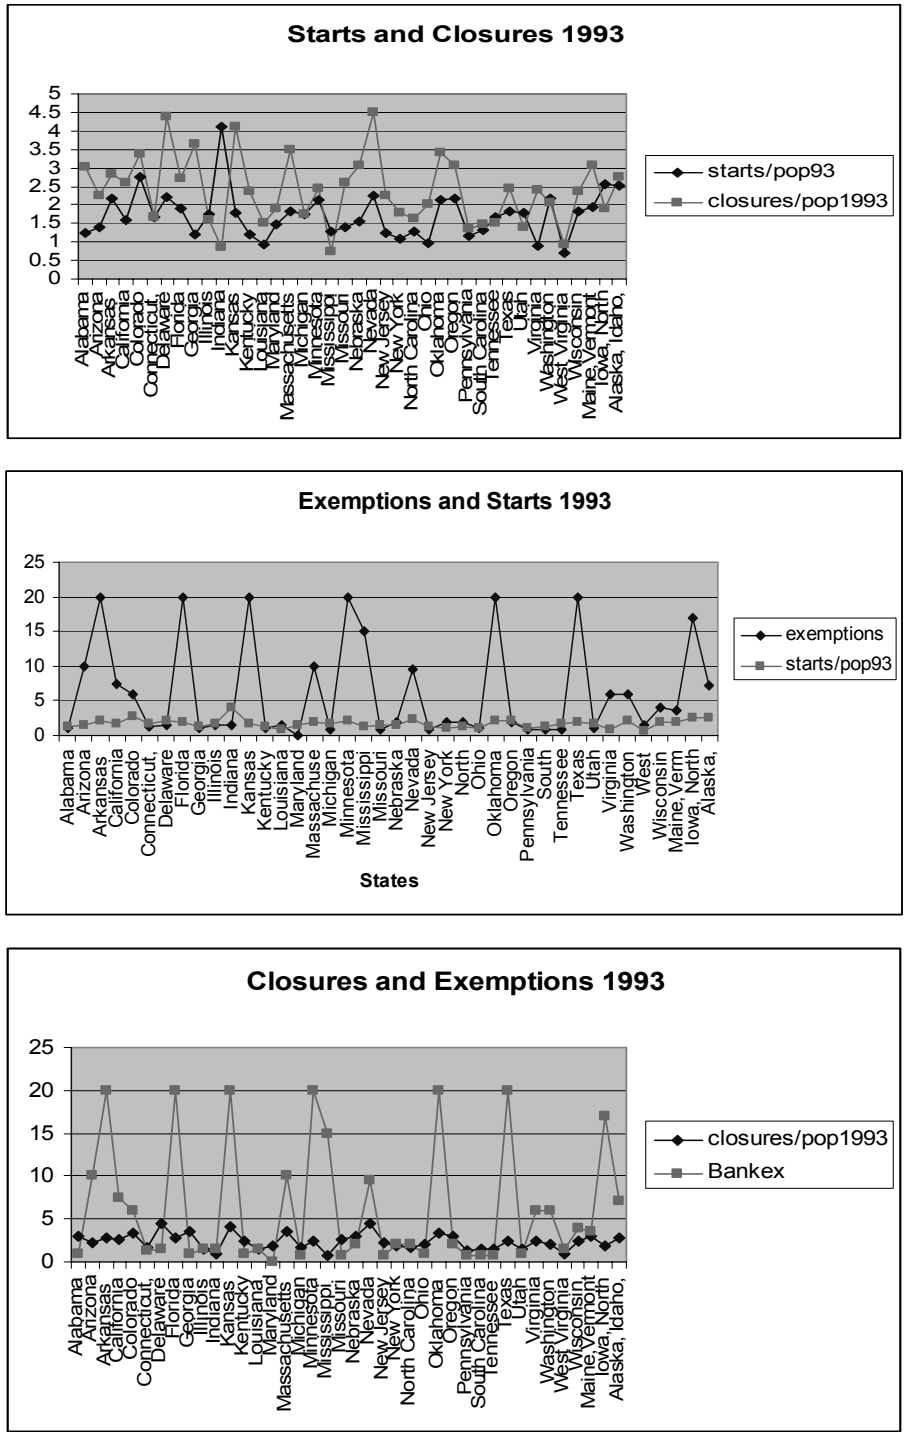 Starts and Closures 1993
5
4.5
4
3.5
3
2.5
2
1.5
1
0.5
0
starts/pop93
closures/pop1993
Alabama
Arizona
Arkansas
California
Colorado
Connecticut,
Delaware
Florida
Georgia
Illinois
Indiana
Kansas
Kentucky
Louisiana
Maryland
Massachusetts
Michigan
Minnesota
Mississippi
Missouri
Nebraska
Nevada
New Jersey
New York
North Carolina
Ohio
Oklahoma
Oregon
Pennsylvania
South Carolina
Tennessee
Texas
Utah
Virginia
Washington
West Virginia
Wisconsin
Maine, Vermont
Iowa, North
Alaska, Idaho,
Exemptions and Starts 1993
25
20
15
10
5
0
exemptions
starts/pop93
Alabama
Arizona
Arkansas
California
Colorado
Connecticut,
Delaware
Florida
Georgia
Illinois
Indiana
Kansas
Kentucky
Louisiana
Maryland
Massachuse
Michigan
Minnesota
Mississippi
Missouri
Nebraska
Nevada
New Jersey
New York
North
Ohio
Oklahoma
Oregon
Pennsylvania
South
Tennessee
Texas
Utah
Virginia
Washington
West
Wisconsin
Maine, Verm
Iowa, North
Alaska,
States
Closures and Exemptions 1993
25
20
15
10
5
0
closures/pop1993
Bankex
Alabama
Arizona
Arkansas
California
Colorado
Connecticut,
Delaware
Florida
Georgia
Illinois
Indiana
Kansas
Kentucky
Louisiana
Maryland
Massachusetts
Michigan
Minnesota
Mississippi
Missouri
Nebraska
Nevada
New Jersey
New York
North Carolina
Ohio
Oklahoma
Oregon
Pennsylvania
South Carolina
Tennessee
Texas
Utah
Virginia
Washington
West Virginia
Wisconsin
Maine, Vermont
Iowa, North
Alaska, Idaho,